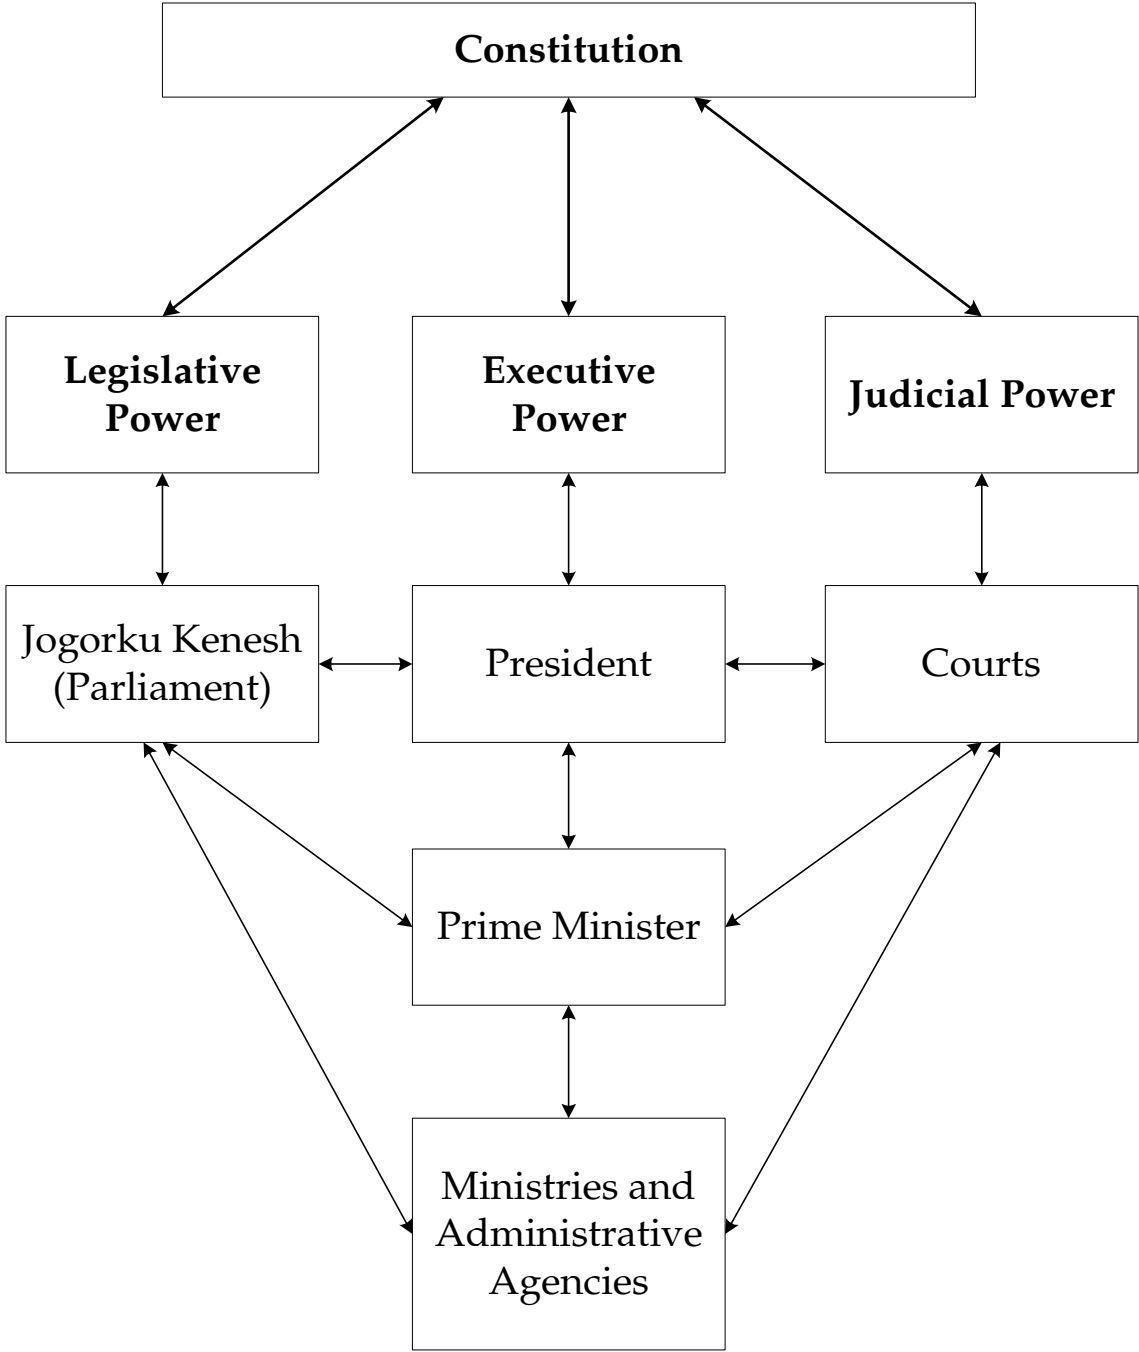 Constitution
Legislative
Power
Executive
Power
Judicial Power
Jogorku Kenesh
(Parliament)
President
Courts
Prime Minister
Ministries and
Administrative
Agencies